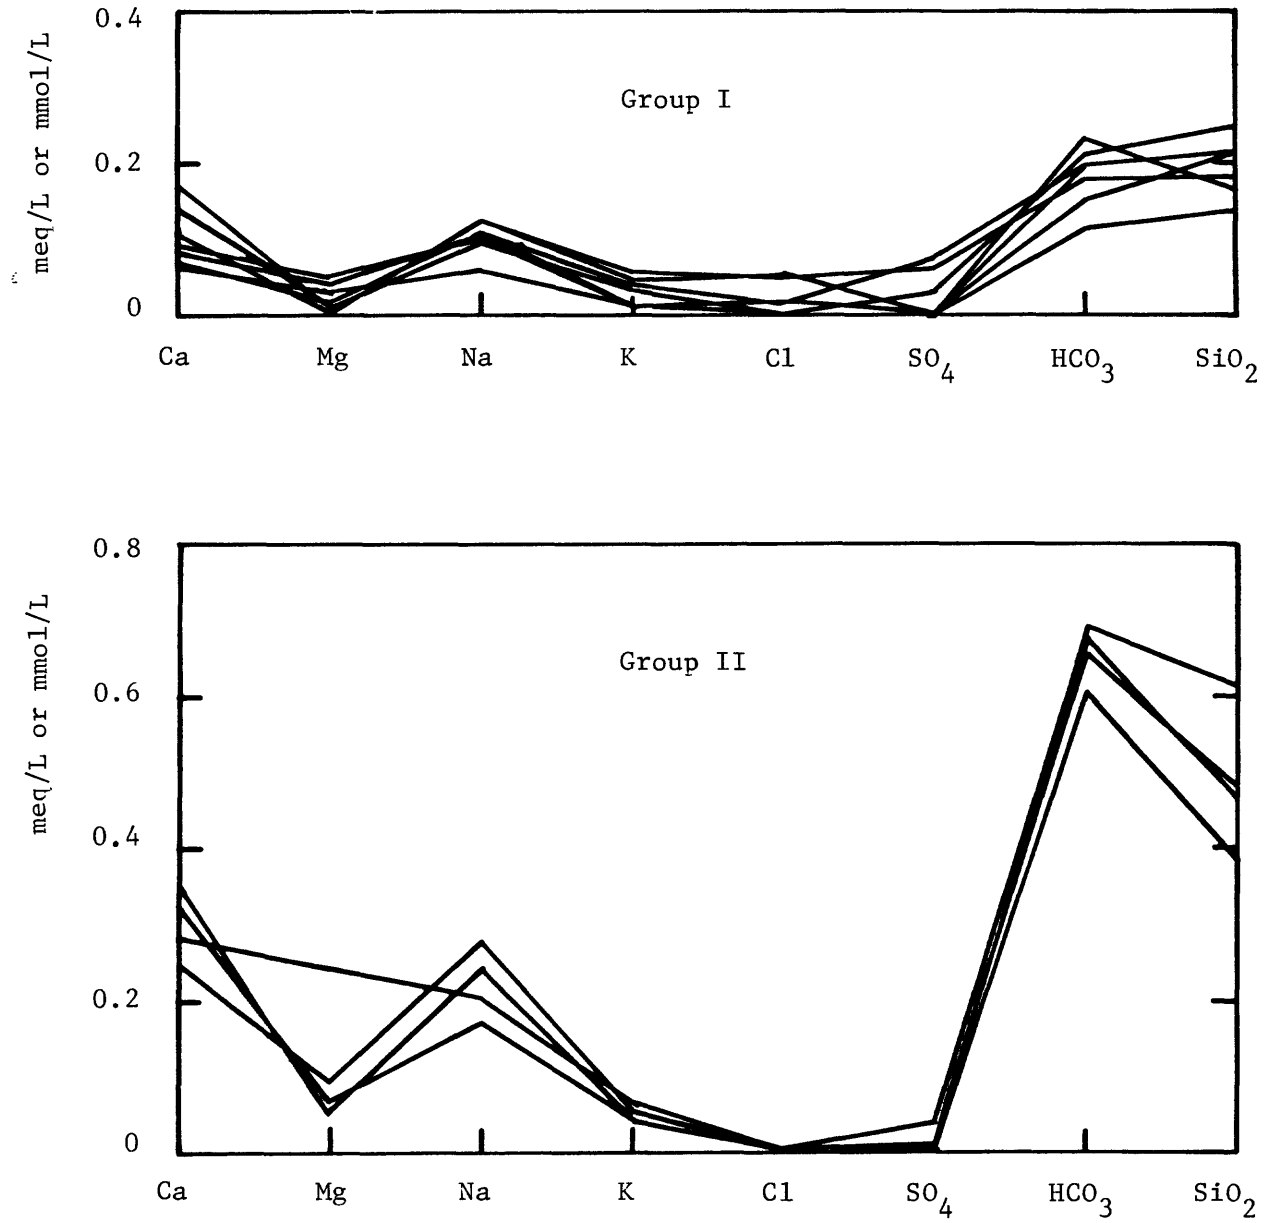 0.4
meq/L or mmol/L
Group I
0.2
0
Ca Mg Na K Cl SO4 HCO3 SiO2
0.8
meq/L or mmol/L
Group II
0.6
0.4
0.2
0
Ca Mg Na K Cl SO4 HCO3 SiO2